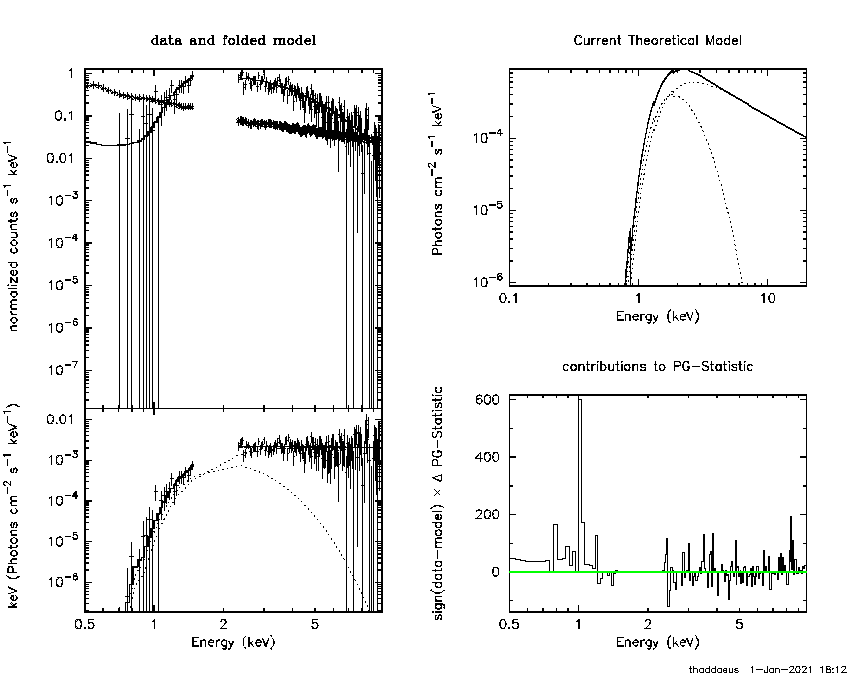 data and folded model
normalized counts s⁻¹ keV⁻¹
1
0.1
0.01
10⁻³
10⁻⁴
10⁻⁵
10⁻⁶
10⁻⁷
keV (Photons cm⁻² s⁻¹ keV⁻¹)
0.01
10⁻³
10⁻⁴
10⁻⁵
10⁻⁶
0.5 1 2 5
Energy (keV)
Current Theoretical Model
Photons cm⁻² s⁻¹ keV⁻¹
10⁻⁴
10⁻⁵
10⁻⁶
0.1 1 10
Energy (keV)
contributions to PG-Statistic
sign(data-model) × Δ PG-Statistic
600
400
200
0
0.5 1 2 5
Energy (keV)
thaddaeus 1-Jan-2021 18:12